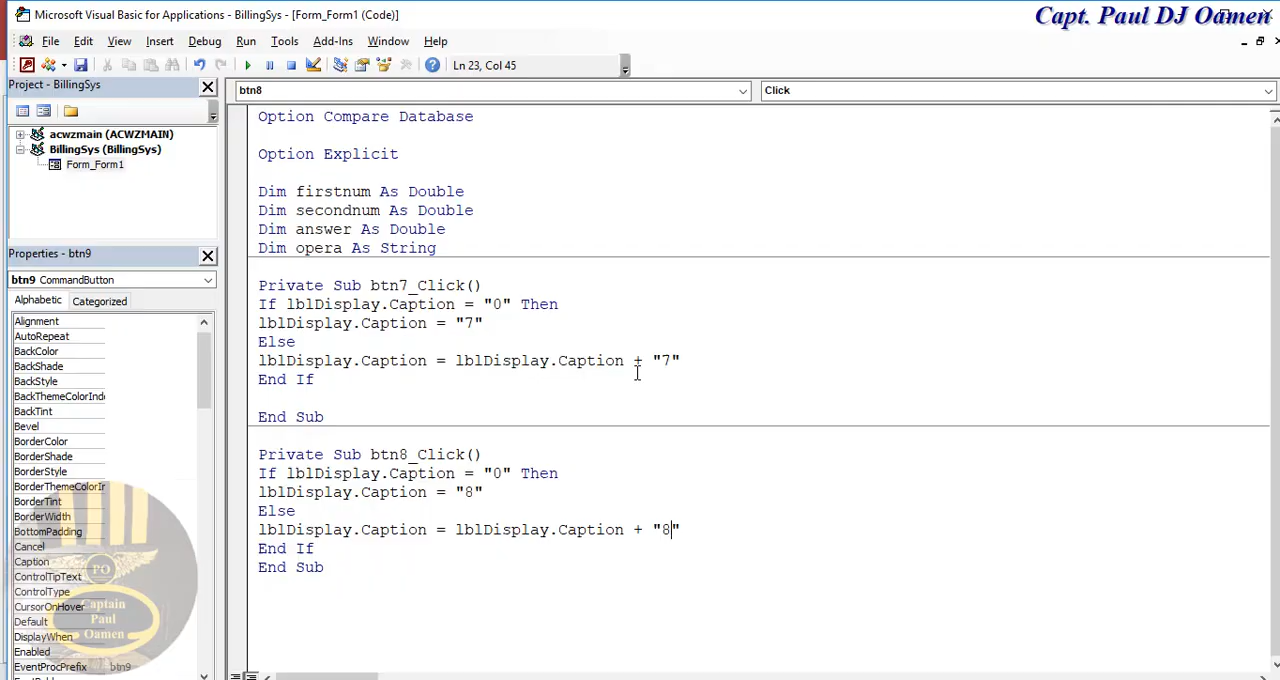 Microsoft Visual Basic for Applications - BillingSys - [Form_Form1 (Code)]
Capt. Paul DJ Oamen
File Edit View Insert Debug Run Tools Add-Ins Window Help
Ln 23, Col 45
Project - BillingSys
btn8
Click
acwzmain (ACWZMAIN)
BillingSys (BillingSys)
Form_Form1
Properties - btn9
btn9 CommandButton
Alphabetic Categorized
Alignment
AutoRepeat
BackColor
BackShade
BackStyle
BackThemeColorInde
BackTint
Bevel
BorderColor
BorderShade
BorderStyle
BorderThemeColorIr
BorderTint
BorderWidth
BottomPadding
Cancel
Caption
ControlTipText
ControlType
CursorOnHover
Default
DisplayWhen
Enabled
EventProcPrefix btn9
PO
Captain
Paul
Oamen
Option Compare Database
Option Explicit
Dim firstnum As Double
Dim secondnum As Double
Dim answer As Double
Dim opera As String
Private Sub btn7_Click()
If lblDisplay.Caption = "0" Then
lblDisplay.Caption = "7"
Else
lblDisplay.Caption = lblDisplay.Caption + "7"
End If
End Sub
Private Sub btn8_Click()
If lblDisplay.Caption = "0" Then
lblDisplay.Caption = "8"
Else
lblDisplay.Caption = lblDisplay.Caption + "8"
End If
End Sub